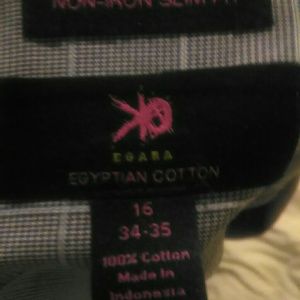 NON-IRON SLIM FIT
EGARA
EGYPTIAN COTTON
16
34-35
100% Cotton
Made in
Indonesia